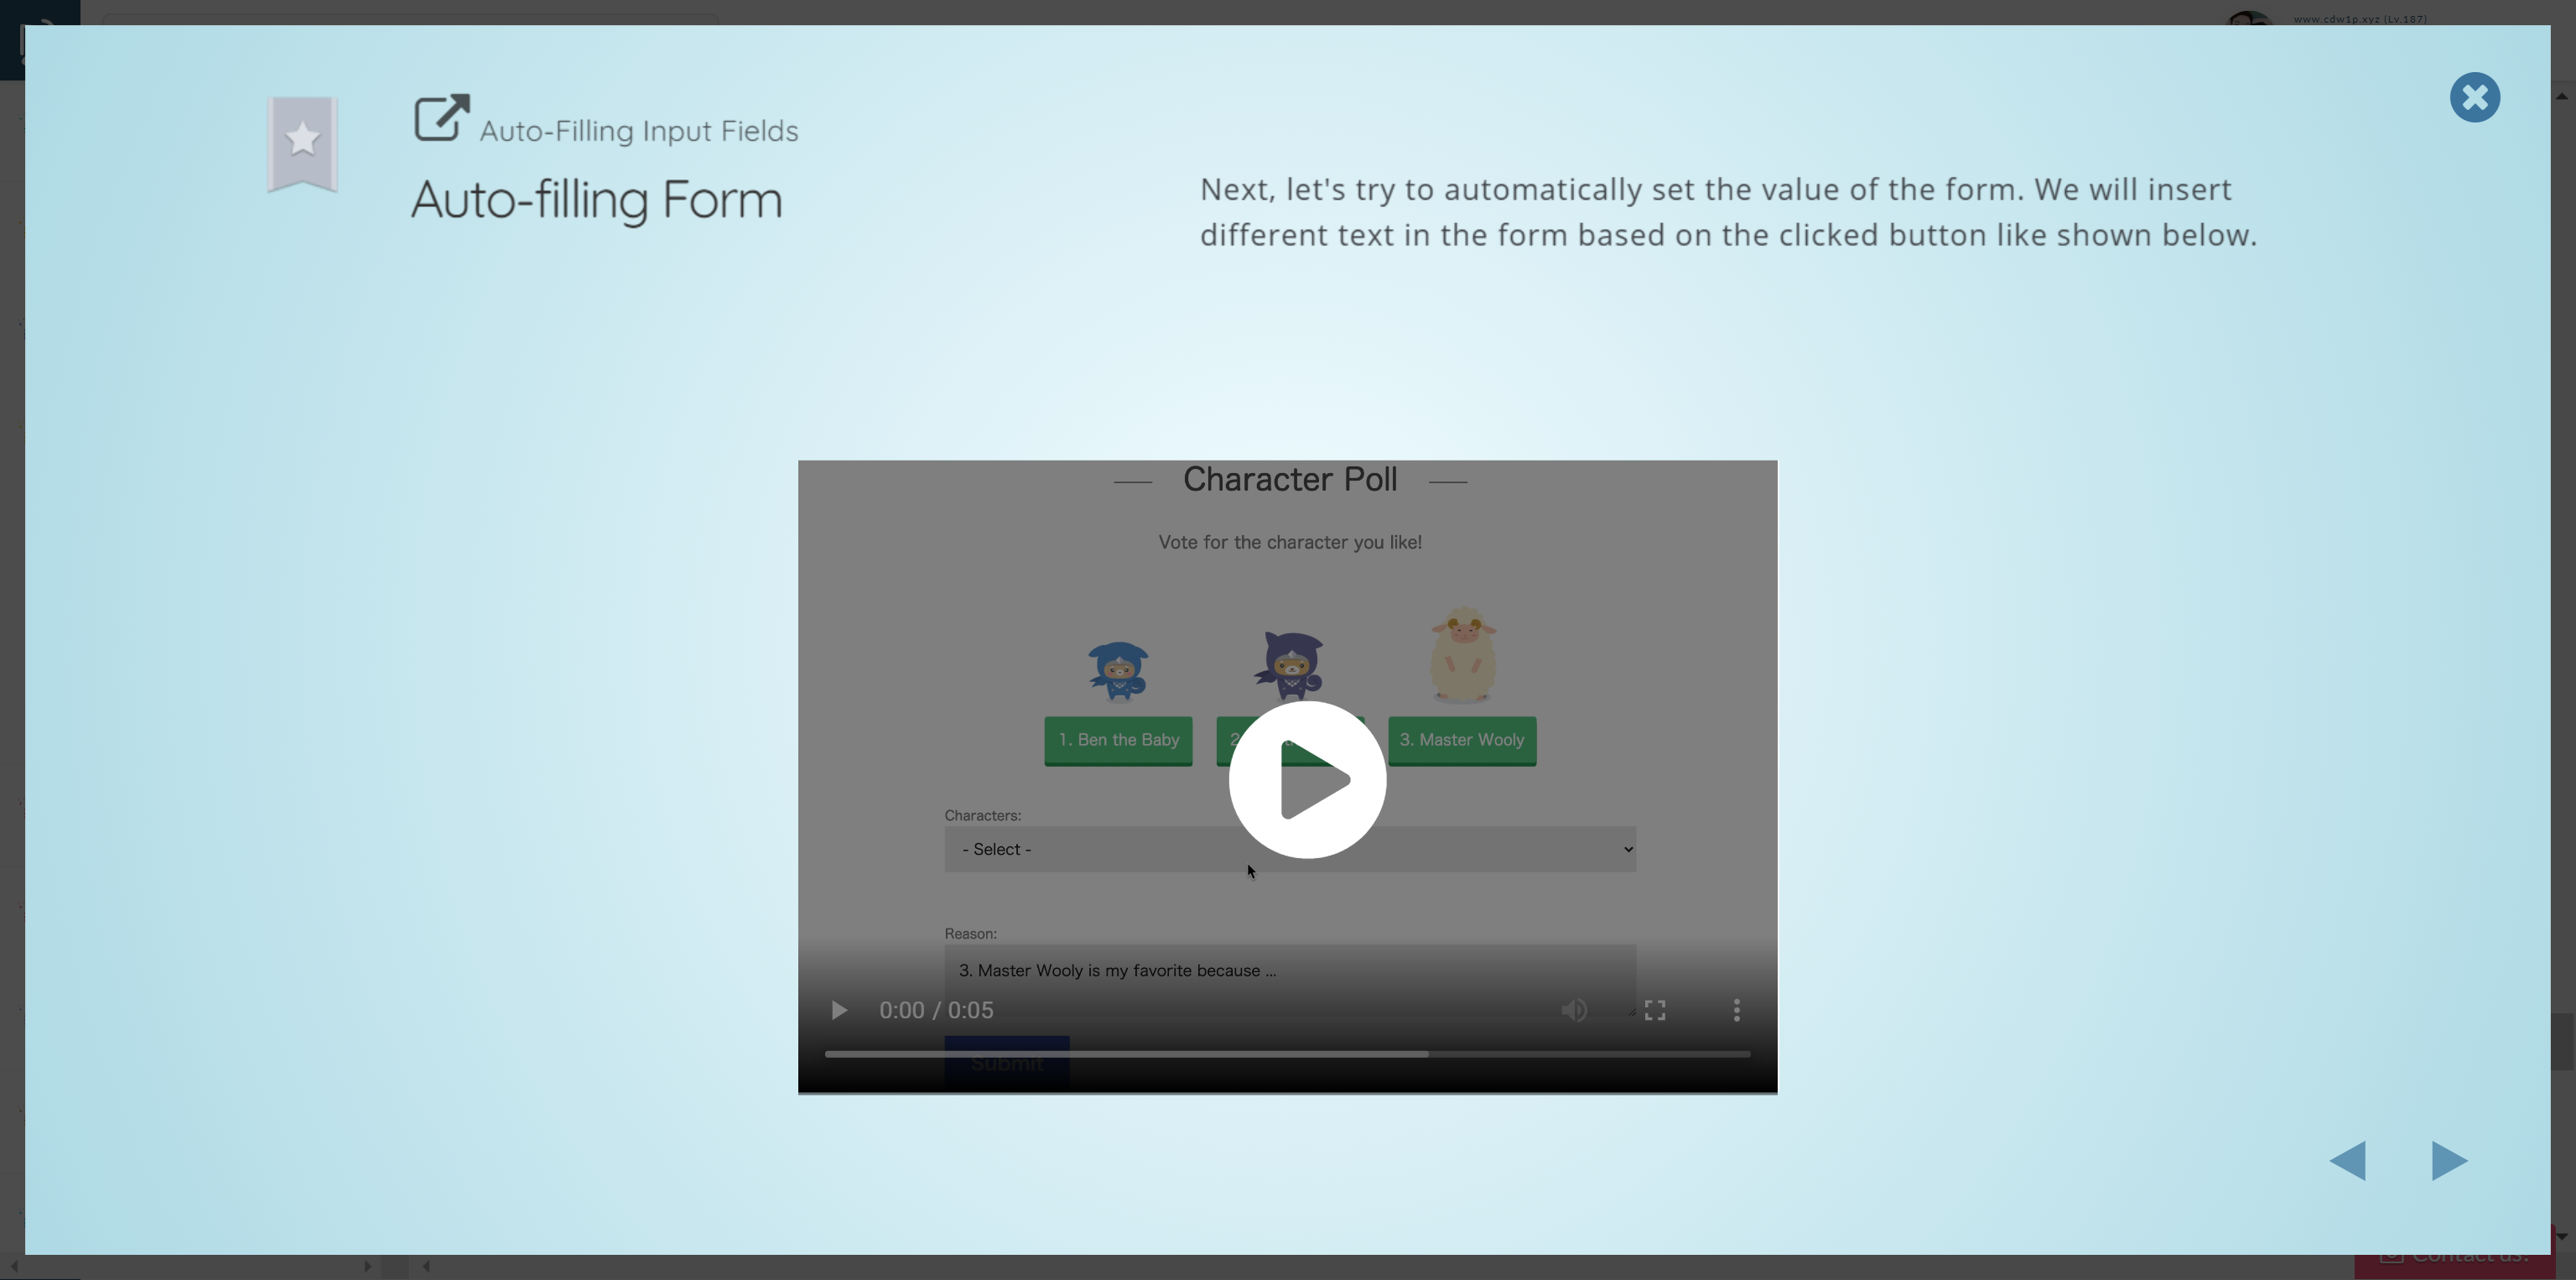 www.cdw1p.xyz (Lv.187)
Auto-Filling Input Fields
Auto-filling Form
Next, let's try to automatically set the value of the form. We will insert
different text in the form based on the clicked button like shown below.
Character Poll
Vote for the character you like!
1. Ben the Baby
2.
3. Master Wooly
Characters:
- Select -
Reason:
3. Master Wooly is my favorite because ...
0:00 / 0:05
Submit
Contact us!